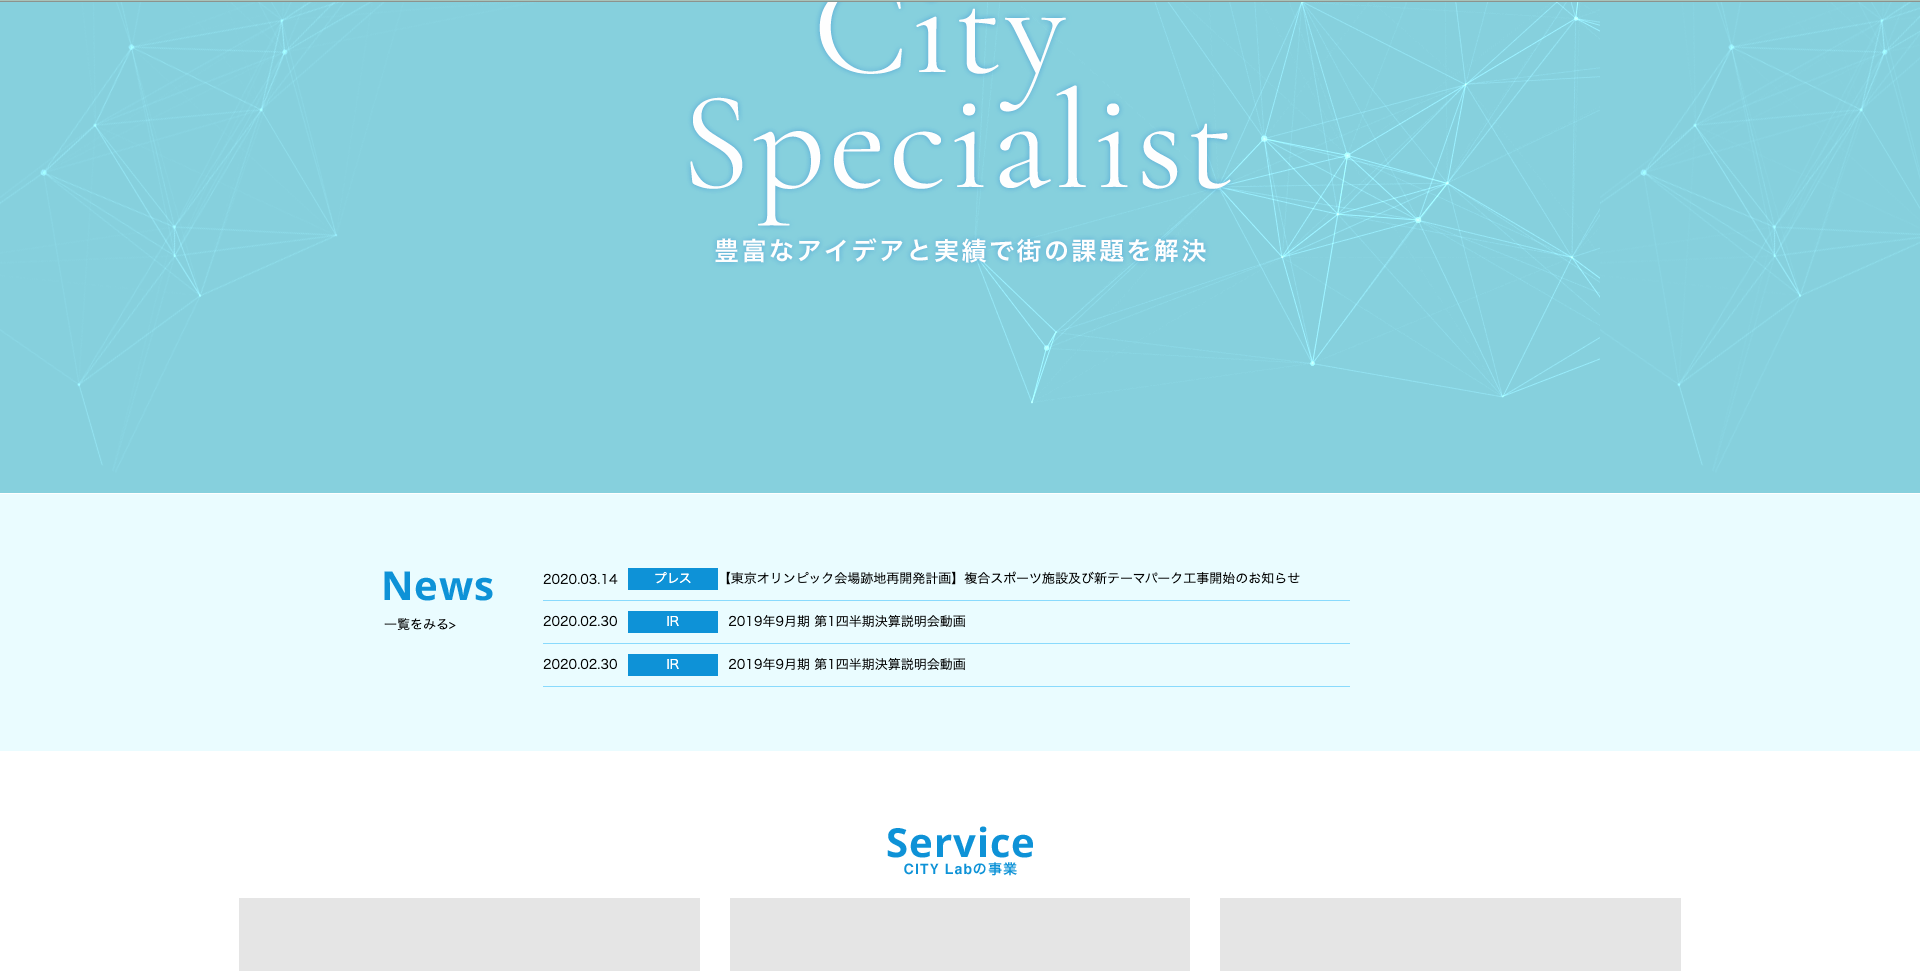 City
Specialist
豊富なアイデアと実績で街の課題を解決
News
一覧をみる>
2020.03.14 プレス 【東京オリンピック会場跡地再開発計画】複合スポーツ施設及び新テーマパーク工事開始のお知らせ
2020.02.30 IR 2019年9月期 第1四半期決算説明会動画
2020.02.30 IR 2019年9月期 第1四半期決算説明会動画
Service
CITY Labの事業